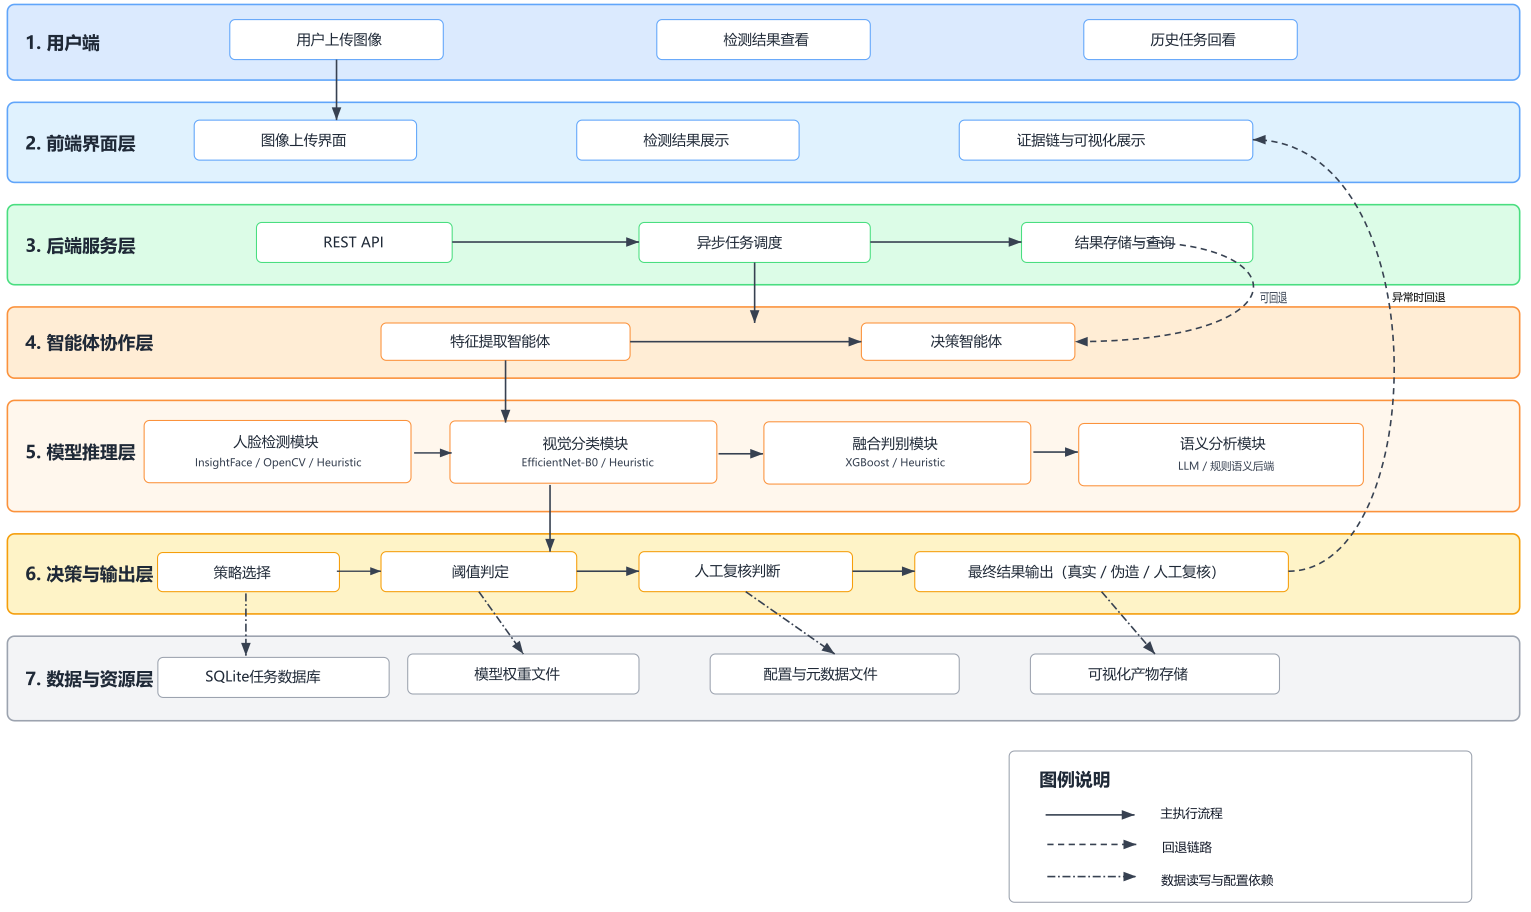 1. 用户端
用户上传图像
检测结果查看
历史任务回看
2. 前端界面层
图像上传界面
检测结果展示
证据链与可视化展示
3. 后端服务层
REST API
异步任务调度
结果存储与查询
可回退
异常时回退
4. 智能体协作层
特征提取智能体
决策智能体
5. 模型推理层
人脸检测模块
InsightFace / OpenCV / Heuristic
视觉分类模块
EfficientNet-B0 / Heuristic
融合判别模块
XGBoost / Heuristic
语义分析模块
LLM / 规则语义后端
6. 决策与输出层
策略选择
阈值判定
人工复核判断
最终结果输出（真实 / 伪造 / 人工复核）
7. 数据与资源层
SQLite任务数据库
模型权重文件
配置与元数据文件
可视化产物存储
图例说明
主执行流程
回退链路
数据读写与配置依赖